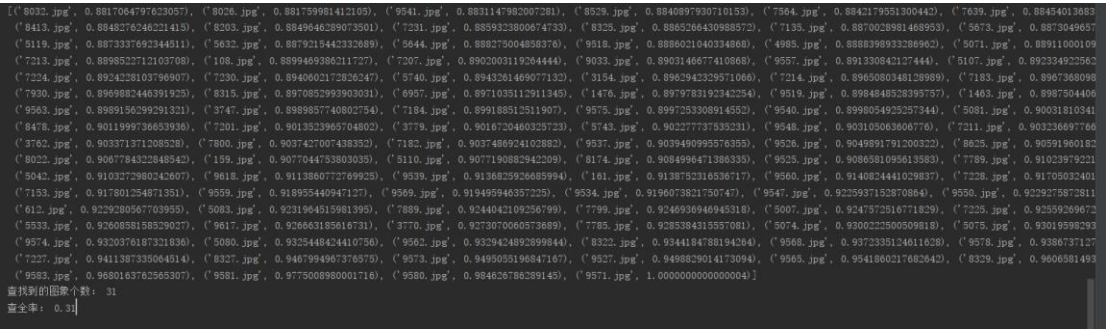 [('8032.jpg', 0.8817064797623057), ('8026.jpg', 0.881759981412105), ('9541.jpg', 0.8831147982007281), ('8529.jpg', 0.8840897930710153), ('7564.jpg', 0.8842179551300442), ('7639.jpg', 0.88454013683
('8413.jpg', 0.8848276246221415), ('8203.jpg', 0.8849646289073501), ('7231.jpg', 0.8859323800674733), ('8325.jpg', 0.8865266430988572), ('7135.jpg', 0.8870028981468953), ('5673.jpg', 0.8873049657
('5119.jpg', 0.8873337692344511), ('5632.jpg', 0.8879215442332689), ('5644.jpg', 0.888275004858376), ('9518.jpg', 0.8886021040334868), ('4985.jpg', 0.8888398933286962), ('5071.jpg', 0.88911000109
('7213.jpg', 0.8898522712103708), ('108.jpg', 0.8899469386211727), ('7207.jpg', 0.8902003119264444), ('9033.jpg', 0.8903146677410868), ('9557.jpg', 0.891330842127444), ('5107.jpg', 0.892334922562
('7224.jpg', 0.8924228103796907), ('7230.jpg', 0.8940602172826247), ('5740.jpg', 0.8943261469077132), ('3154.jpg', 0.8962942329571066), ('7214.jpg', 0.8965080348128989), ('7183.jpg', 0.8967368098
('7930.jpg', 0.8969882446391925), ('8315.jpg', 0.8970852993903031), ('6957.jpg', 0.8971035112911345), ('1476.jpg', 0.8979783192342254), ('9519.jpg', 0.8984848528395757), ('1463.jpg', 0.8987504406
('9563.jpg', 0.8989156299291321), ('3747.jpg', 0.8989857740802754), ('7184.jpg', 0.899188512511907), ('9575.jpg', 0.8997253308914552), ('9540.jpg', 0.8998054925257344), ('5081.jpg', 0.90031810341
('8478.jpg', 0.9011999736653936), ('7201.jpg', 0.9013523965704802), ('3779.jpg', 0.9016720460325723), ('5743.jpg', 0.902277737535231), ('9548.jpg', 0.903105063606776), ('7211.jpg', 0.903236697766
('3762.jpg', 0.903371371208528), ('7800.jpg', 0.9037427007438352), ('7182.jpg', 0.9037486924102882), ('9537.jpg', 0.9039490995576355), ('9526.jpg', 0.9049891791200322), ('8625.jpg', 0.90591960182
('8022.jpg', 0.9067784322848542), ('159.jpg', 0.9077044753803035), ('5110.jpg', 0.9077190882942209), ('8174.jpg', 0.9084996471386335), ('9525.jpg', 0.9086581095613583), ('7789.jpg', 0.91023979221
('5042.jpg', 0.9103272980242607), ('9618.jpg', 0.9113860772769925), ('9539.jpg', 0.9136825925685994), ('161.jpg', 0.9138752316536717), ('9560.jpg', 0.9140824441029837), ('7228.jpg', 0.91705032401
('7153.jpg', 0.917801254871351), ('9559.jpg', 0.918955440947127), ('9569.jpg', 0.919495946357225), ('9534.jpg', 0.9196073821750747), ('9547.jpg', 0.9225937152870864), ('9550.jpg', 0.9229275872811
('612.jpg', 0.9229280567703955), ('5083.jpg', 0.9231964515981395), ('7889.jpg', 0.9244042109256799), ('7799.jpg', 0.9246936946945318), ('5007.jpg', 0.9247572516771829), ('7225.jpg', 0.92559269672
('5533.jpg', 0.9260858158529027), ('9617.jpg', 0.926663185616731), ('3770.jpg', 0.9273070060573689), ('7785.jpg', 0.9285384315557081), ('5074.jpg', 0.9300222500509818), ('5075.jpg', 0.93019598293
('9574.jpg', 0.9320376187321836), ('5080.jpg', 0.9325448424410756), ('9562.jpg', 0.9329424892899844), ('8322.jpg', 0.9344184788194264), ('9568.jpg', 0.9372335124611628), ('9578.jpg', 0.9386737127
('7227.jpg', 0.9411387335064514), ('8327.jpg', 0.9467994967376575), ('9573.jpg', 0.9495055196847167), ('9567.jpg', 0.9498829014173094), ('9565.jpg', 0.9541860217682642), ('8329.jpg', 0.9606581493
('9583.jpg', 0.9680163762565307), ('9581.jpg', 0.9775008980001716), ('9580.jpg', 0.984626786289145), ('9571.jpg', 1.0000000000000004)]
查找到的图象个数： 31
查全率： 0.31